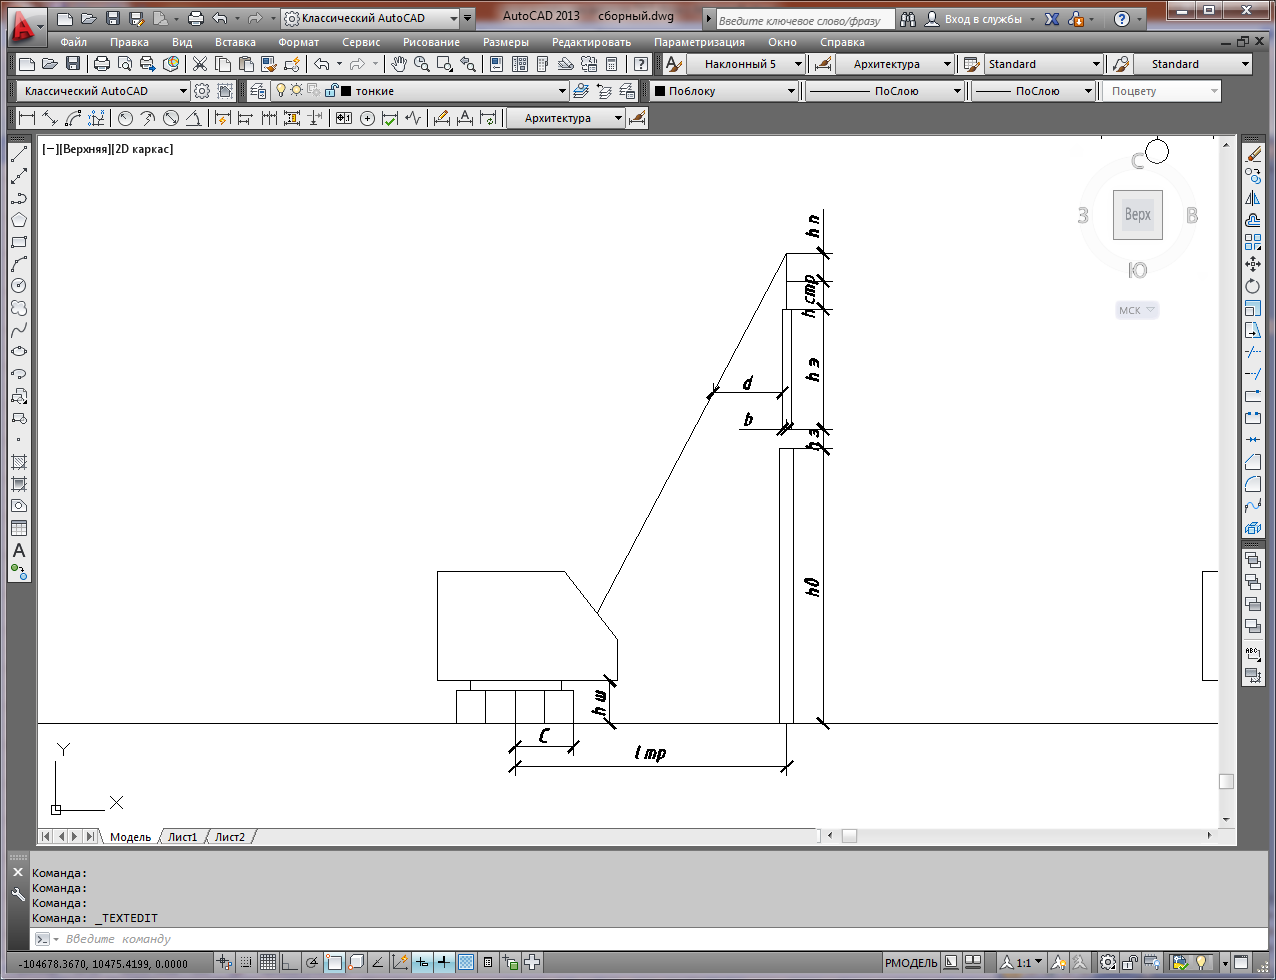 AutoCAD 2013 сборный.dwg
Классический AutoCAD
Введите ключевое слово/фразу
Вход в службы
Файл Правка Вид Вставка Формат Сервис Рисование Размеры Редактировать Параметризация Окно Справка
Наклонный 5 Архитектура Standard Standard
Классический AutoCAD тонкие Поблоку ПоСлою ПоСлою Поцвету
Архитектура
[−][Верхняя][2D каркас]
С
З Верх В
Ю
МСК
h п
h стр
h э
d
b
h з
h0
h ш
C
l тр
Y
X
A
ABC
Модель Лист1 Лист2
Команда:
Команда:
Команда:
Команда: _TEXTEDIT
Введите команду
-104678.3670, 10475.4199, 0.0000
РМОДЕЛЬ
1:1